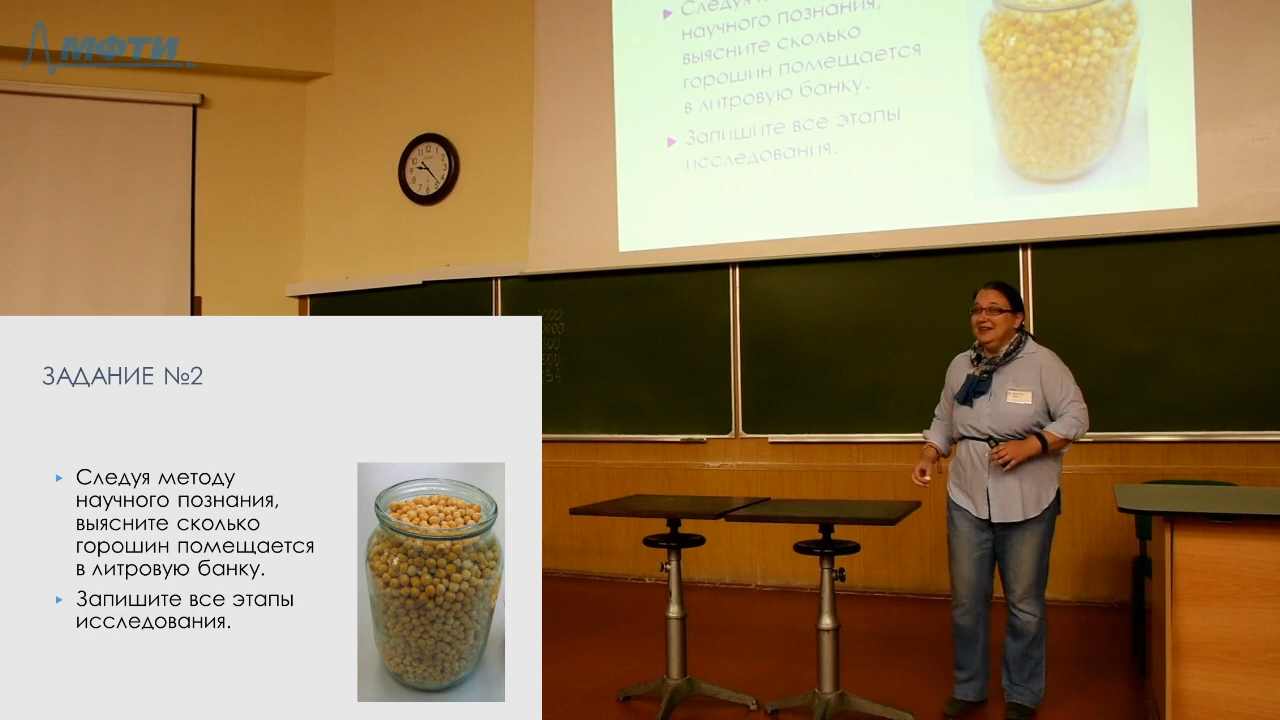 МФТИ
Следуя
научного познания,
выясните сколько
горошин помещается
в литровую банку.
Запишите все этапы
исследования.
ЗАДАНИЕ №2
Следуя методу
научного познания,
выясните сколько
горошин помещается
в литровую банку.
Запишите все этапы
исследования.